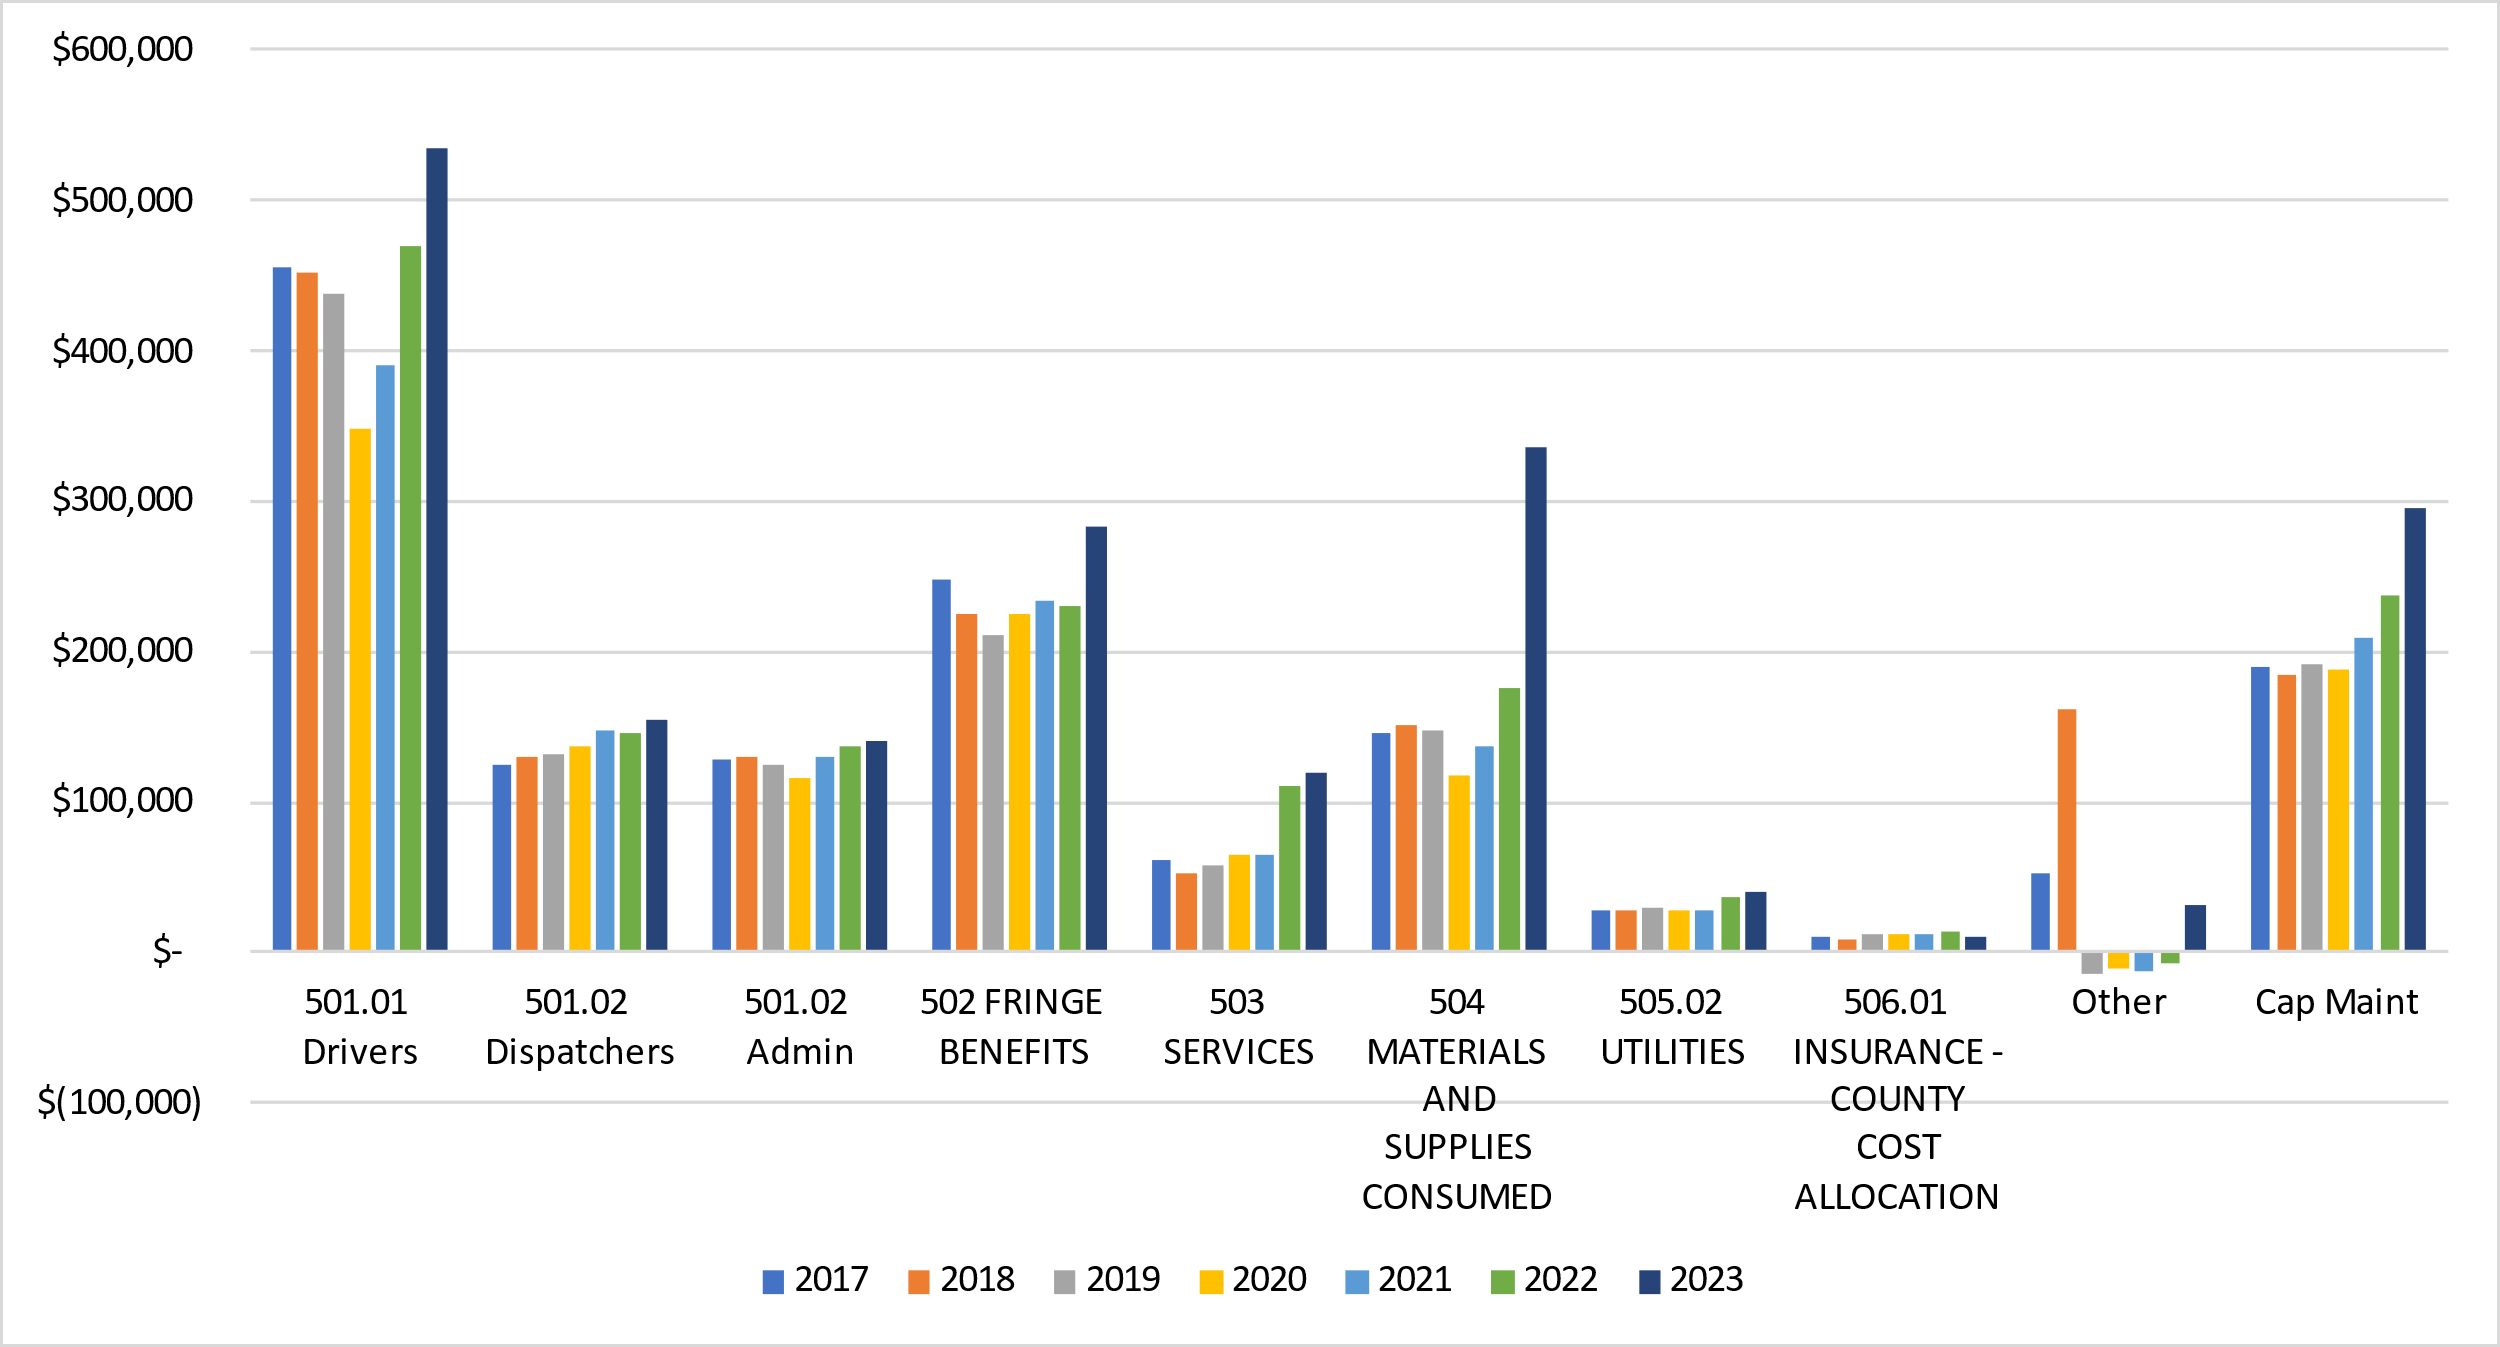 $600,000
$500,000
$400,000
$300,000
$200,000
$100,000
$-
$(100,000)
501.01
Drivers
501.02
Dispatchers
501.02
Admin
502 FRINGE
BENEFITS
503
SERVICES
504
MATERIALS
AND
SUPPLIES
CONSUMED
505.02
UTILITIES
506.01
INSURANCE -
COUNTY
COST
ALLOCATION
Other
Cap Maint
2017 2018 2019 2020 2021 2022 2023